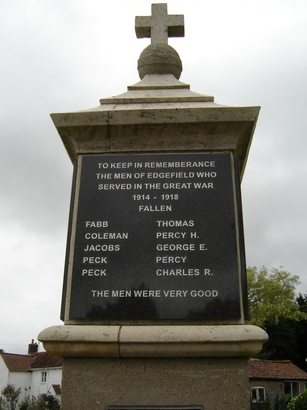 TO KEEP IN REMEMBERANCE
THE MEN OF EDGEFIELD WHO
SERVED IN THE GREAT WAR
1914 - 1918
FALLEN
FABB THOMAS
COLEMAN PERCY H.
JACOBS GEORGE E.
PECK PERCY
PECK CHARLES R.
THE MEN WERE VERY GOOD